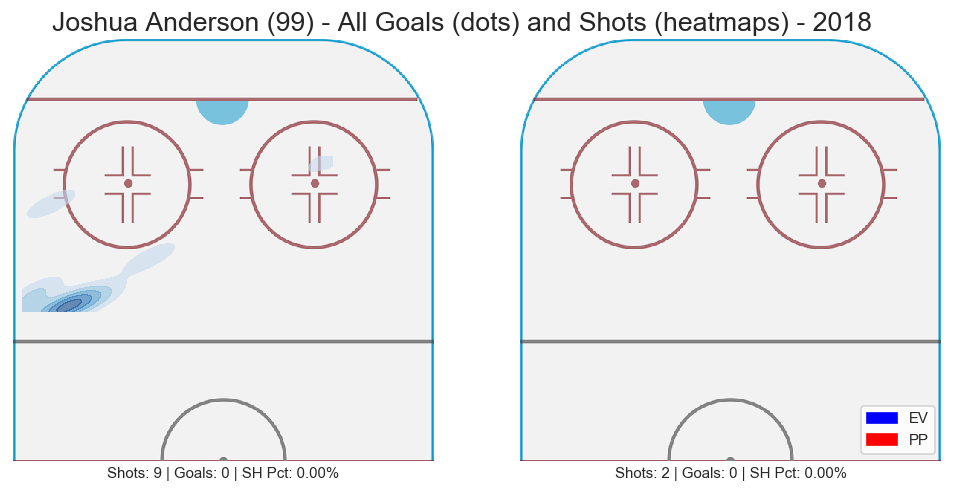 Joshua Anderson (99) - All Goals (dots) and Shots (heatmaps) - 2018
EV
PP
Shots: 9 | Goals: 0 | SH Pct: 0.00%
Shots: 2 | Goals: 0 | SH Pct: 0.00%